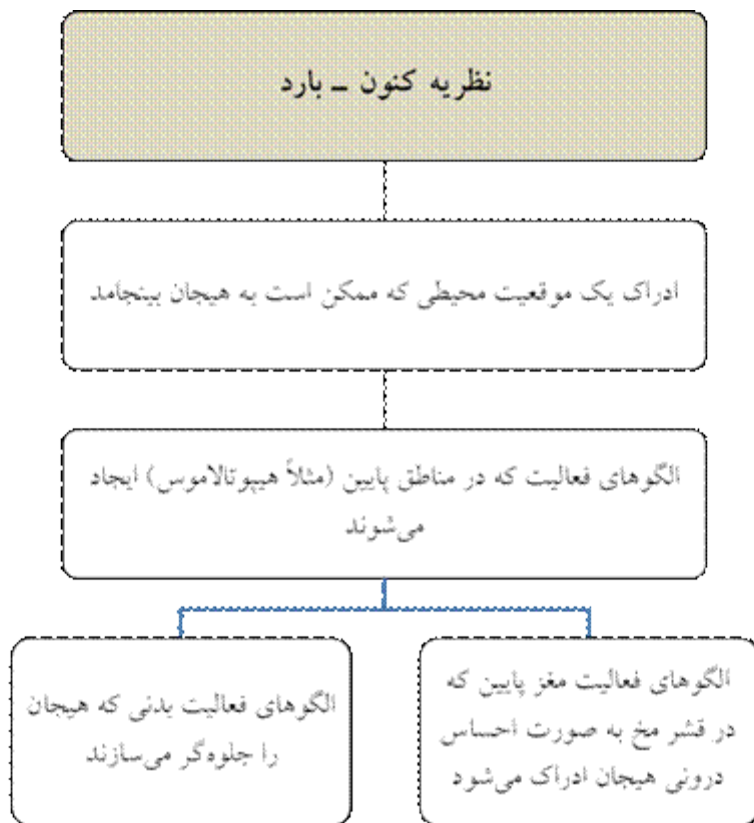 نظریه کنون – بارد
ادراک یک موقعیت محیطی که ممکن است به هیجان بینجامد
الگوهای فعالیت که در مناطق پایین (مثلاً هیپوتالاموس) ایجاد
می‌شوند
الگوهای فعالیت مغز پایین که
در قشر مخ به صورت احساس
درونی هیجان ادراک می‌شود
الگوهای فعالیت بدنی که هیجان
را جلوه‌گر می‌سازند